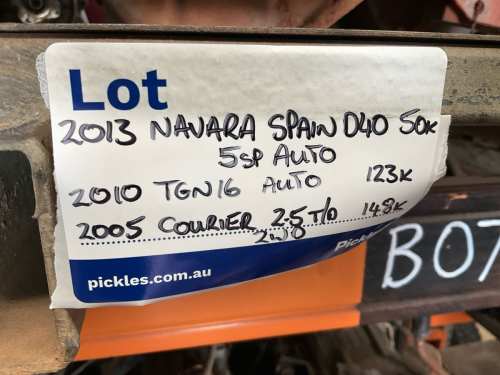 Lot
2013 NAVARA SPAIN D40 50K
5SP AUTO
2010 TGN16 AUTO 123K
2005 COURIER 2.5 T/D 148K
2WD
Pickles
pickles.com.au
B07